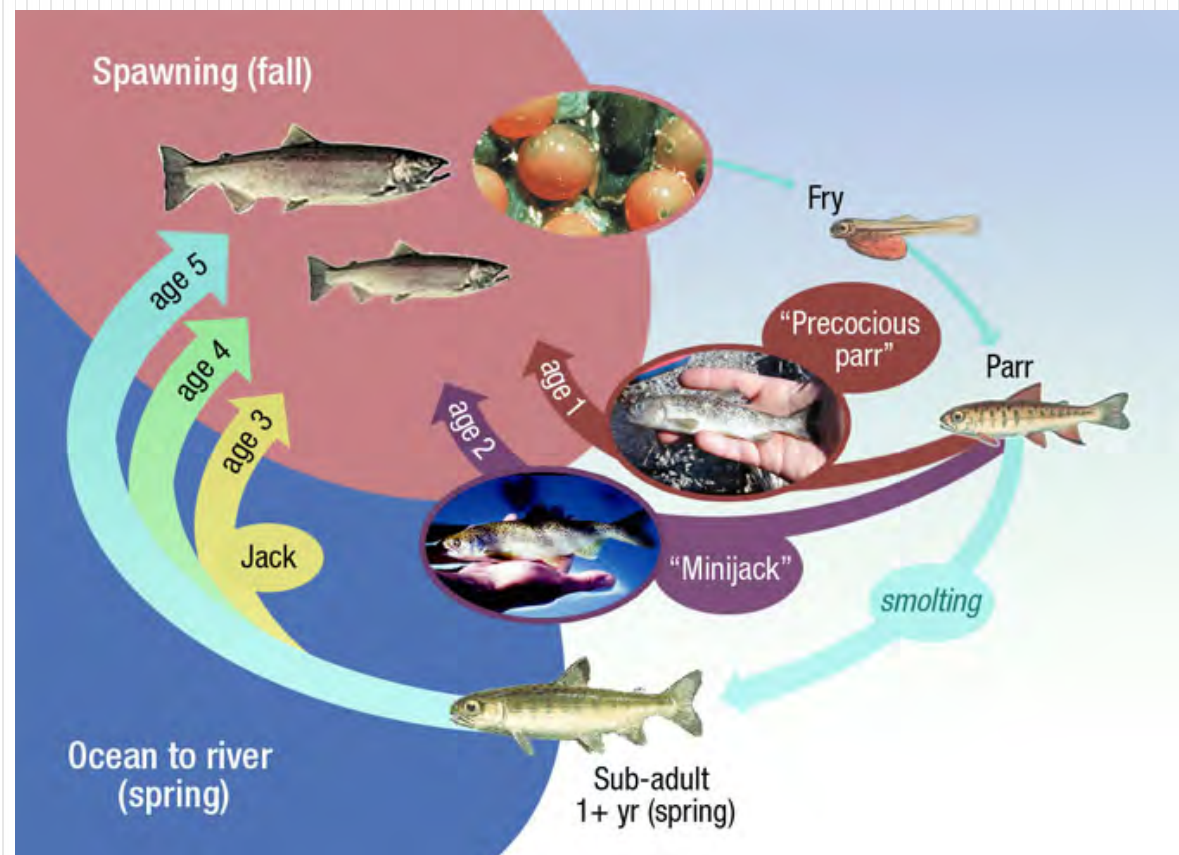 Spawning (fall)
Fry
“Precocious
parr”
Parr
age 5
age 4
age 3
age 2
age 1
Jack
“Minijack”
smolting
Ocean to river
(spring)
Sub-adult
1+ yr (spring)